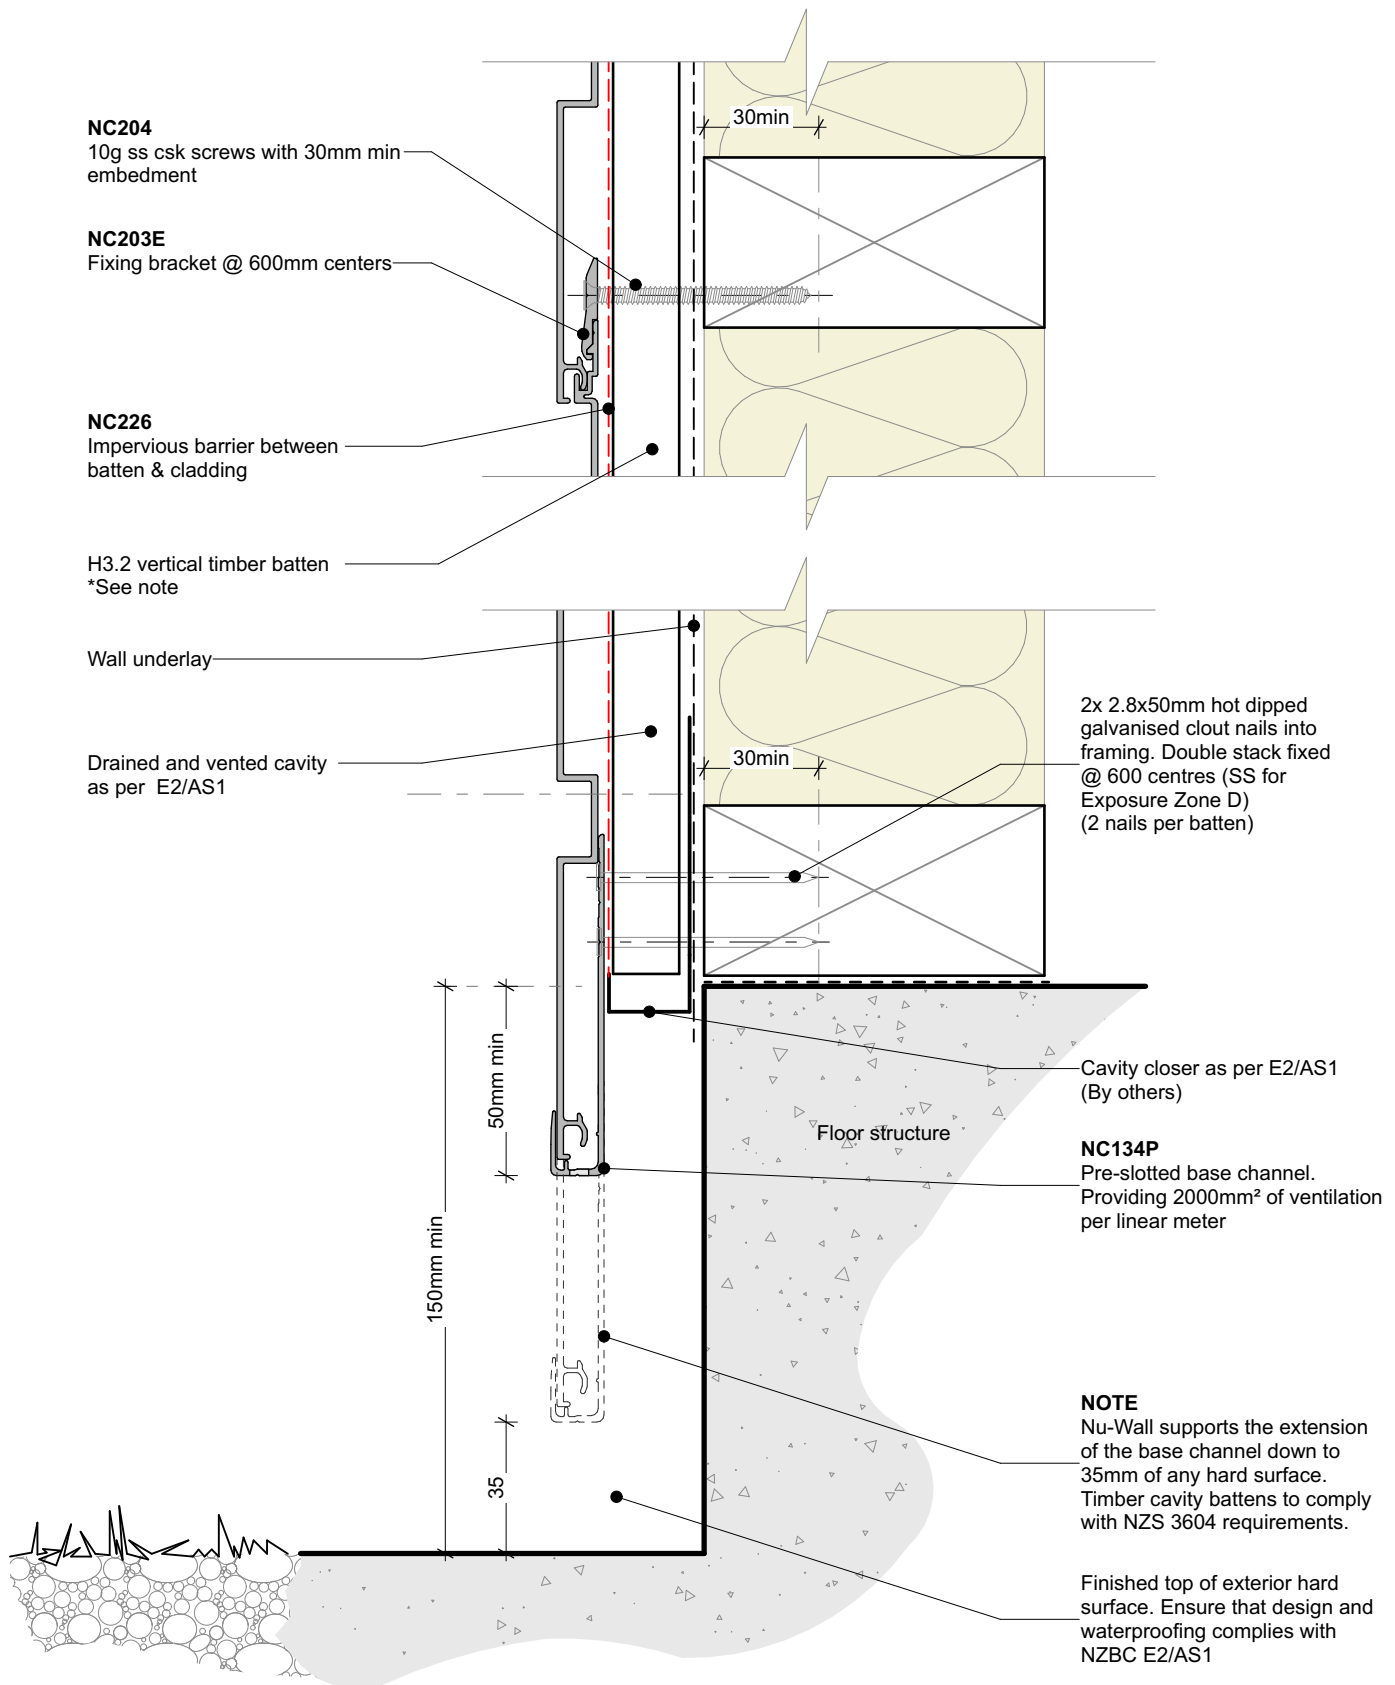 30min
NC204
10g ss csk screws with 30mm min
embedment
NC203E
Fixing bracket @ 600mm centers
NC226
Impervious barrier between
batten & cladding
H3.2 vertical timber batten
*See note
Wall underlay
Drained and vented cavity
as per E2/AS1
30min
2x 2.8x50mm hot dipped
galvanised clout nails into
framing. Double stack fixed
@ 600 centres (SS for
Exposure Zone D)
(2 nails per batten)
50mm min
150mm min
35
Cavity closer as per E2/AS1
(By others)
Floor structure
NC134P
Pre-slotted base channel.
Providing 2000mm² of ventilation
per linear meter
NOTE
Nu-Wall supports the extension
of the base channel down to
35mm of any hard surface.
Timber cavity battens to comply
with NZS 3604 requirements.
Finished top of exterior hard
surface. Ensure that design and
waterproofing complies with
NZBC E2/AS1